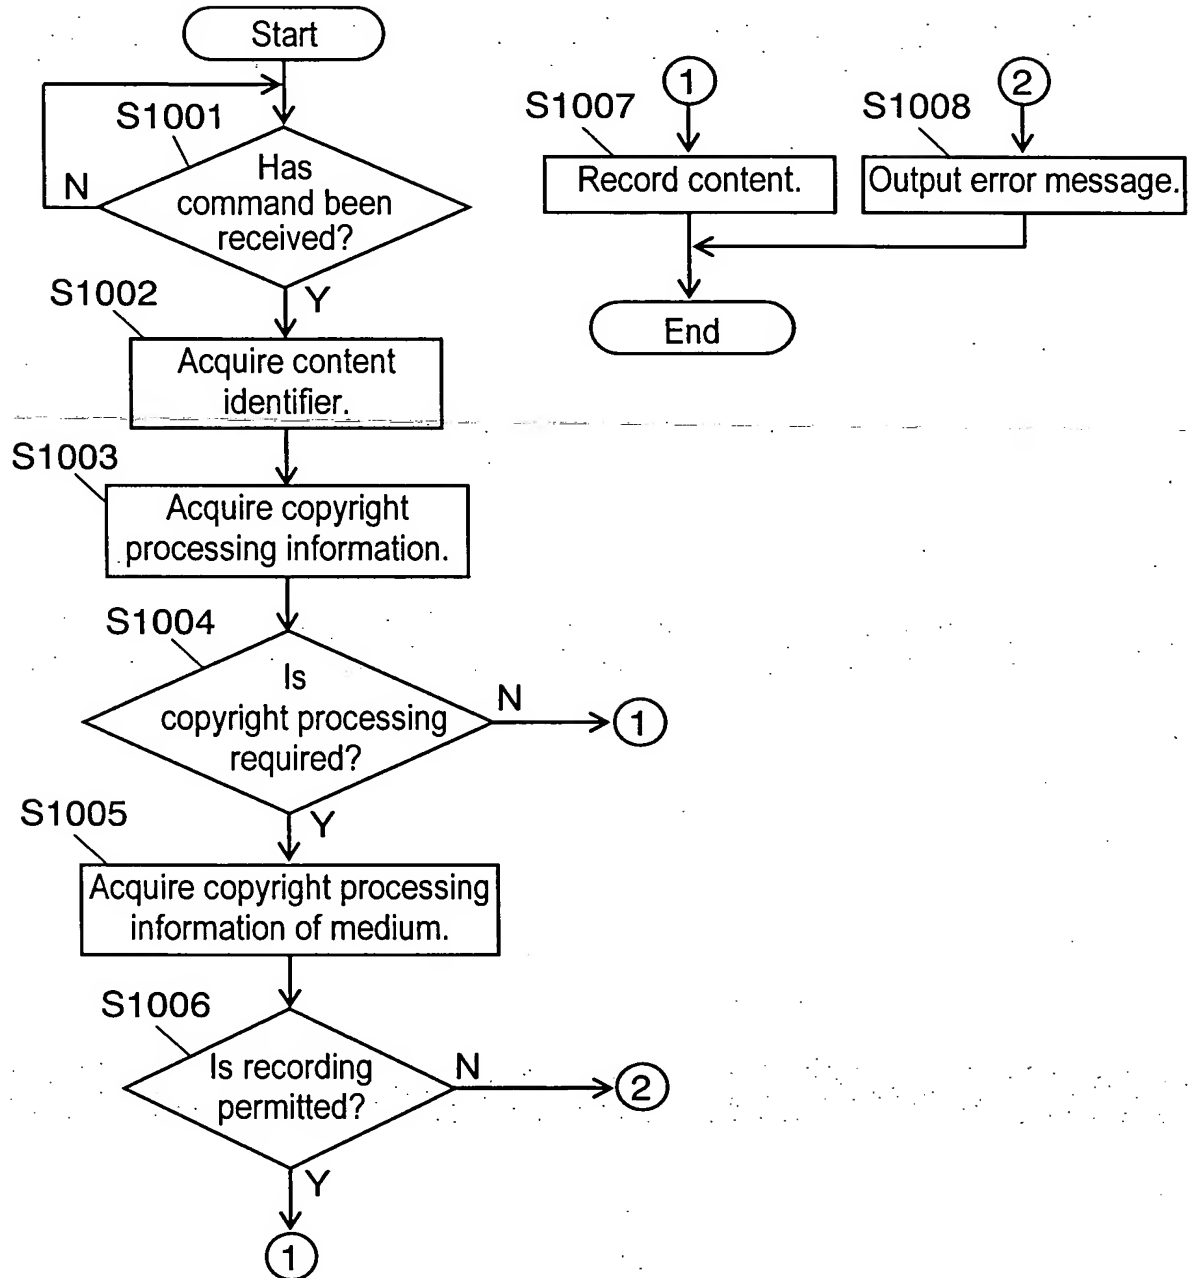 Start
S1001
Has
command been
received?
N
Y
S1002
Acquire content
identifier.
S1003
Acquire copyright
processing information.
S1004
Is
copyright processing
required?
N
1
Y
S1005
Acquire copyright processing
information of medium.
S1006
Is recording
permitted?
N
2
Y
1
1
S1007
Record content.
2
S1008
Output error message.
End